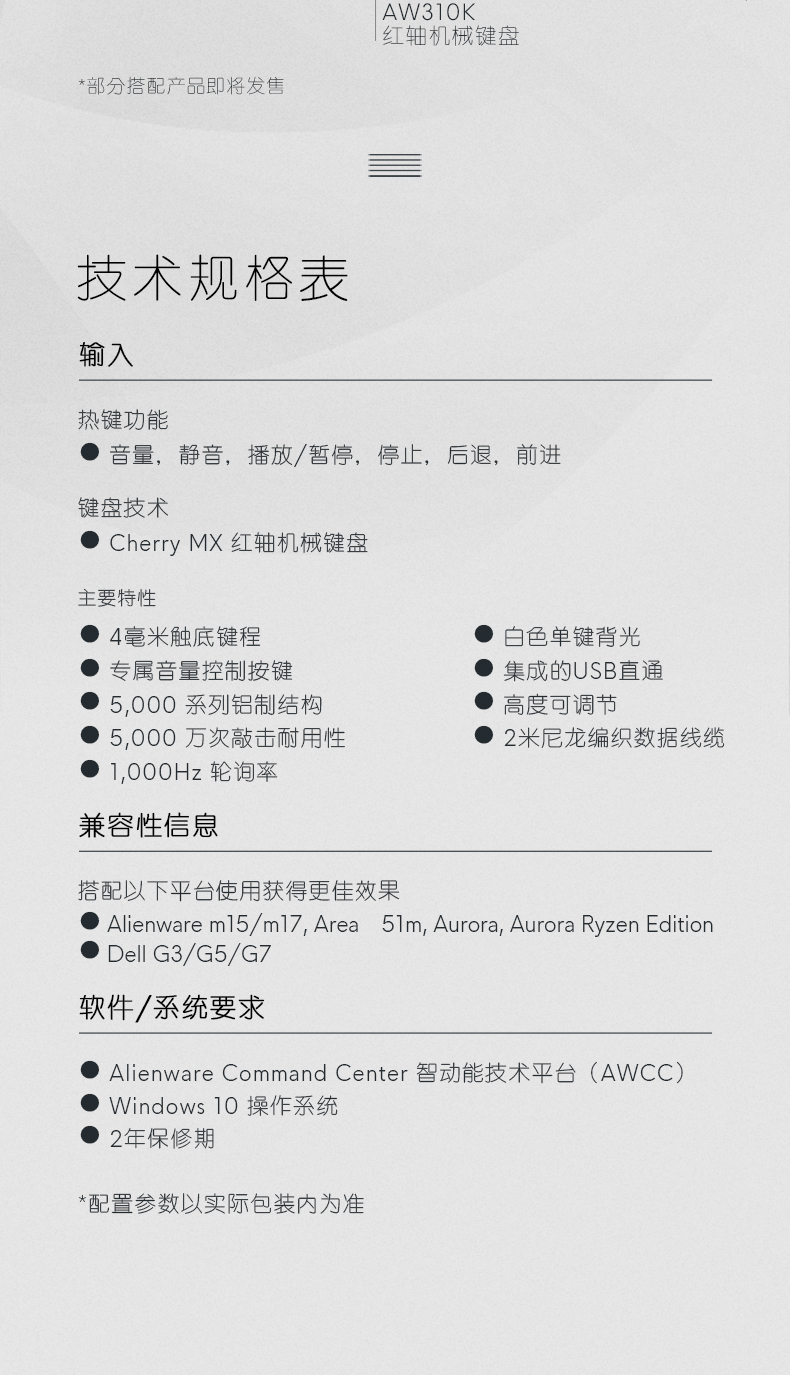 AW310K
红轴机械键盘
*部分搭配产品即将发售
技术规格表
输入
热键功能
● 音量，静音，播放/暂停，停止，后退，前进
键盘技术
● Cherry MX 红轴机械键盘
主要特性
● 4毫米触底键程
● 专属音量控制按键
● 5,000 系列铝制结构
● 5,000 万次敲击耐用性
● 1,000Hz 轮询率
● 白色单键背光
● 集成的USB直通
● 高度可调节
● 2米尼龙编织数据线缆
兼容性信息
搭配以下平台使用获得更佳效果
● Alienware m15/m17, Area 51m, Aurora, Aurora Ryzen Edition
● Dell G3/G5/G7
软件/系统要求
● Alienware Command Center 智动能技术平台（AWCC）
● Windows 10 操作系统
● 2年保修期
*配置参数以实际包装内为准